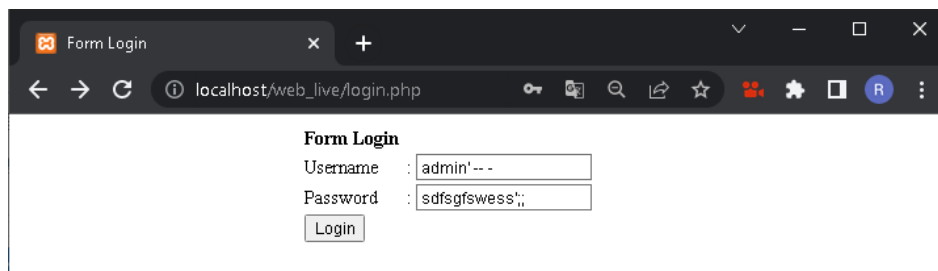 Form Login
localhost/web_live/login.php
R
Form Login
Username : admin'-- -
Password : sdfsgfswess';;
Login